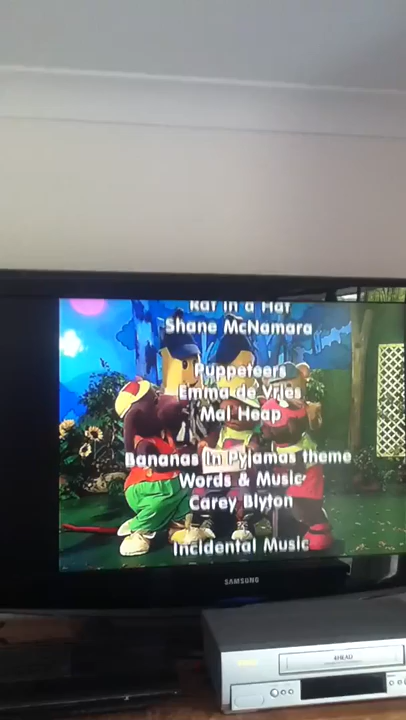 Rat in a Hat
Shane McNamara
Puppeteers
Emma de Vries
Mal Heap
Bananas In Pyjamas theme
Words & Music
Carey Blyton
Incidental Music
SAMSUNG
4HEAD